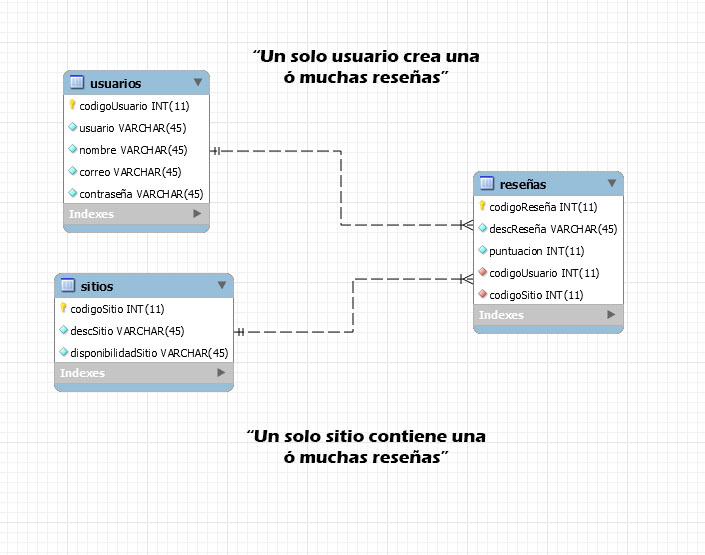 “Un solo usuario crea una
ó muchas reseñas”
usuarios
codigoUsuario INT(11)
usuario VARCHAR(45)
nombre VARCHAR(45)
correo VARCHAR(45)
contraseña VARCHAR(45)
Indexes
reseñas
codigoReseña INT(11)
descReseña VARCHAR(45)
puntuacion INT(11)
codigoUsuario INT(11)
codigoSitio INT(11)
Indexes
sitios
codigoSitio INT(11)
descSitio VARCHAR(45)
disponibilidadSitio VARCHAR(45)
Indexes
“Un solo sitio contiene una
ó muchas reseñas”